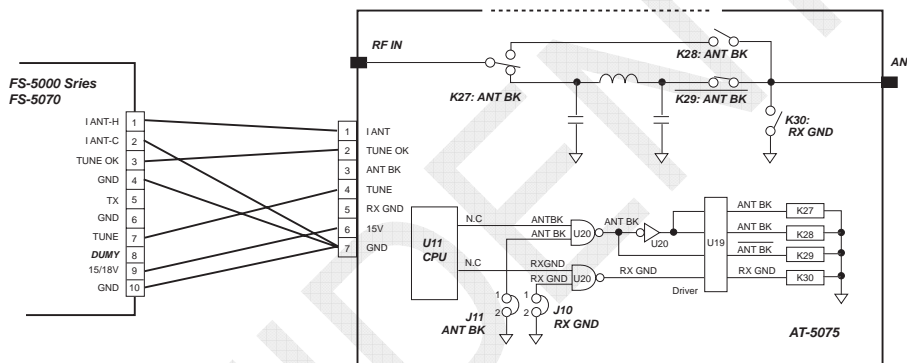 FS-5000 Sries
FS-5070
I ANT-H 1
I ANT-C 2
TUNE OK 3
GND 4
TX 5
GND 6
TUNE 7
DUMY 8
15/18V 9
GND 10
RF IN
K27: ANT BK
K28: ANT BK
K29: ANT BK
AN
K30:
RX GND
1 I ANT
2 TUNE OK
3 ANT BK
4 TUNE
5 RX GND
6 15V
7 GND
U11
CPU
N.C
N.C
ANTBK
ANT BK
U20
ANT BK
U20
RXGND
RX GND
U20
RX GND
1
2
J11
ANT BK
1
2
J10
RX GND
U19
Driver
ANT BK K27
ANT BK K28
ANT BK K29
RX GND K30
AT-5075